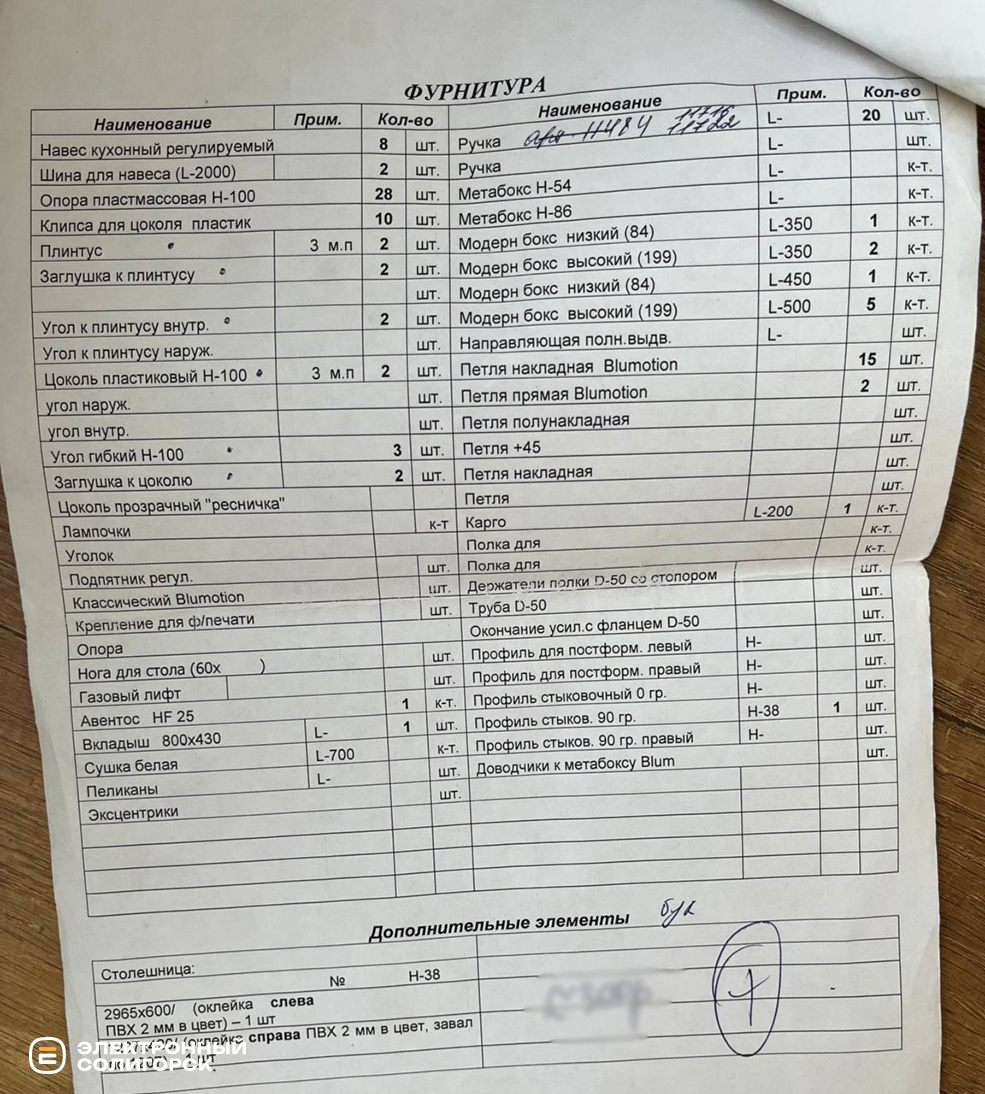 ФУРНИТУРА
Наименование Прим. Кол-во Наименование Прим. Кол-во
Навес кухонный регулируемый 8 шт. Ручка арт. H484 11722 L- 20 шт.
Шина для навеса (L-2000) 2 шт. Ручка L- шт.
Опора пластмассовая H-100 28 шт. Метабокс H-54 L- к-т.
Клипса для цоколя пластик 10 шт. Метабокс H-86 L- к-т.
Плинтус 3 м.п 2 шт. Модерн бокс низкий (84) L-350 1 к-т.
Заглушка к плинтусу 2 шт. Модерн бокс высокий (199) L-350 2 к-т.
шт. Модерн бокс низкий (84) L-450 1 к-т.
Угол к плинтусу внутр. 2 шт. Модерн бокс высокий (199) L-500 5 к-т.
Угол к плинтусу наруж. шт. Направляющая полн.выдв. L- шт.
Цоколь пластиковый H-100 3 м.п 2 шт. Петля накладная Blumotion 15 шт.
угол наруж. шт. Петля прямая Blumotion 2 шт.
угол внутр. шт. Петля полунакладная шт.
Угол гибкий H-100 3 шт. Петля +45 шт.
Заглушка к цоколю 2 шт. Петля накладная шт.
Цоколь прозрачный "ресничка" Петля шт.
Лампочки к-т Карго L-200 1 к-т.
Уголок Полка для к-т.
Подпятник регул. шт. Полка для к-т.
Классический Blumotion шт. Держатели полки D-50 со стопором шт.
Крепление для ф/печати шт. Труба D-50 шт.
Опора Окончание усил.с фланцем D-50 шт.
Нога для стола (60х ) шт. Профиль для постформ. левый H- шт.
Газовый лифт шт. Профиль для постформ. правый H- шт.
Авентос HF 25 1 к-т. Профиль стыковочный 0 гр. H- шт.
Вкладыш 800х430 L- 1 шт. Профиль стыков. 90 гр. H-38 1 шт.
Сушка белая L-700 к-т. Профиль стыков. 90 гр. правый H- шт.
Пеликаны L- шт. Доводчики к метабоксу Blum шт.
Эксцентрики шт.
Дополнительные элементы
Столешница:
№ H-38
2965х600/ (оклейка слева
ПВХ 2 мм в цвет) – 1 шт
(оклейка справа ПВХ 2 мм в цвет, завал
ЭЛЕКТРОННЫЙ
СОЛИГОРСК